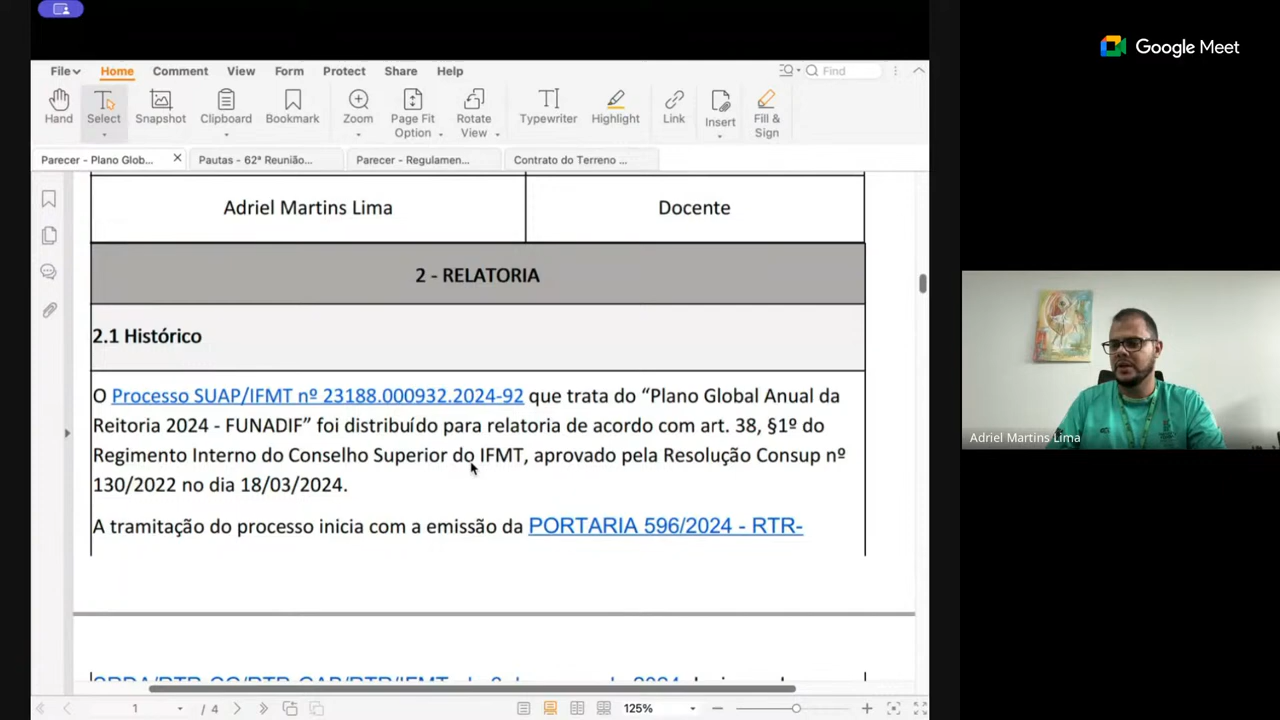 Google Meet
File Home Comment View Form Protect Share Help Find
Hand Select Snapshot Clipboard Bookmark Zoom Page Fit Option Rotate View Typewriter Highlight Link Insert Fill & Sign
Parecer - Plano Glob... Pautas - 62ª Reunião... Parecer - Regulamen... Contrato do Terreno ...
Adriel Martins Lima Docente
2 - RELATORIA
2.1 Histórico
O Processo SUAP/IFMT nº 23188.000932.2024-92 que trata do “Plano Global Anual da
Reitoria 2024 - FUNADIF” foi distribuído para relatoria de acordo com art. 38, §1º do
Regimento Interno do Conselho Superior do IFMT, aprovado pela Resolução Consup nº
130/2022 no dia 18/03/2024.
A tramitação do processo inicia com a emissão da PORTARIA 596/2024 - RTR-
1 / 4 125%
Adriel Martins Lima